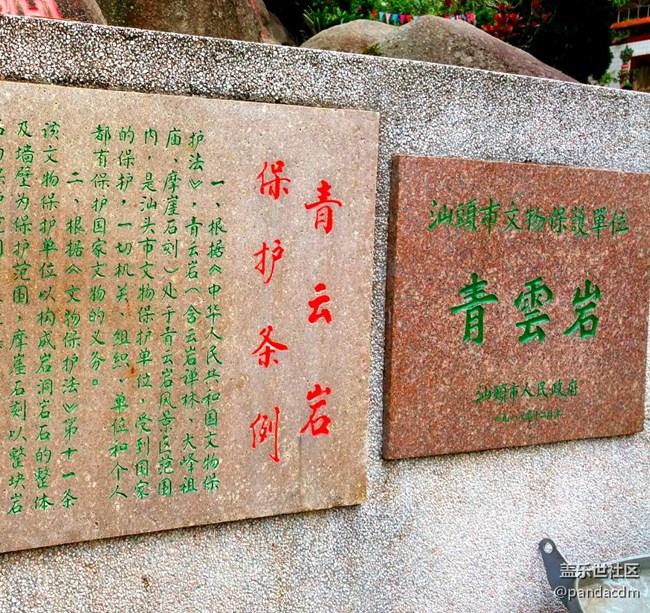 青云岩
保护条例
一、根据《中华人民共和国文物保
护法》,青云岩(含云岩禅林、大峰祖
庙、摩崖石刻)处于青云岩风景区范围
内,是汕头市文物保护单位,受到国家
的保护,一切机关、组织、单位和个人
都有保护国家文物的义务。
二、根据《文物保护法》第十一条
该文物保护单位以构成岩洞岩石的整体
及墙壁为保护范围,摩崖石刻以整块岩
汕頭市文物保護單位
青雲岩
汕頭市人民政府
盖乐世社区
@pandacdm